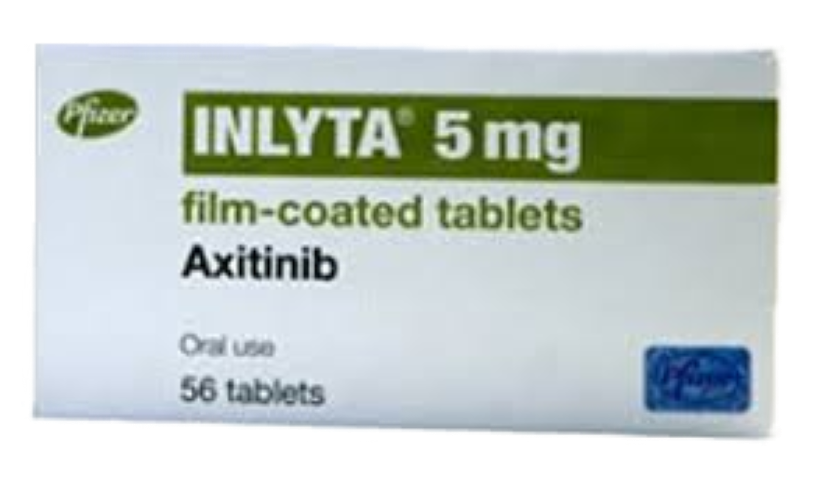 Pfizer
INLYTA® 5 mg
film-coated tablets
Axitinib
Oral use
56 tablets
Pfizer